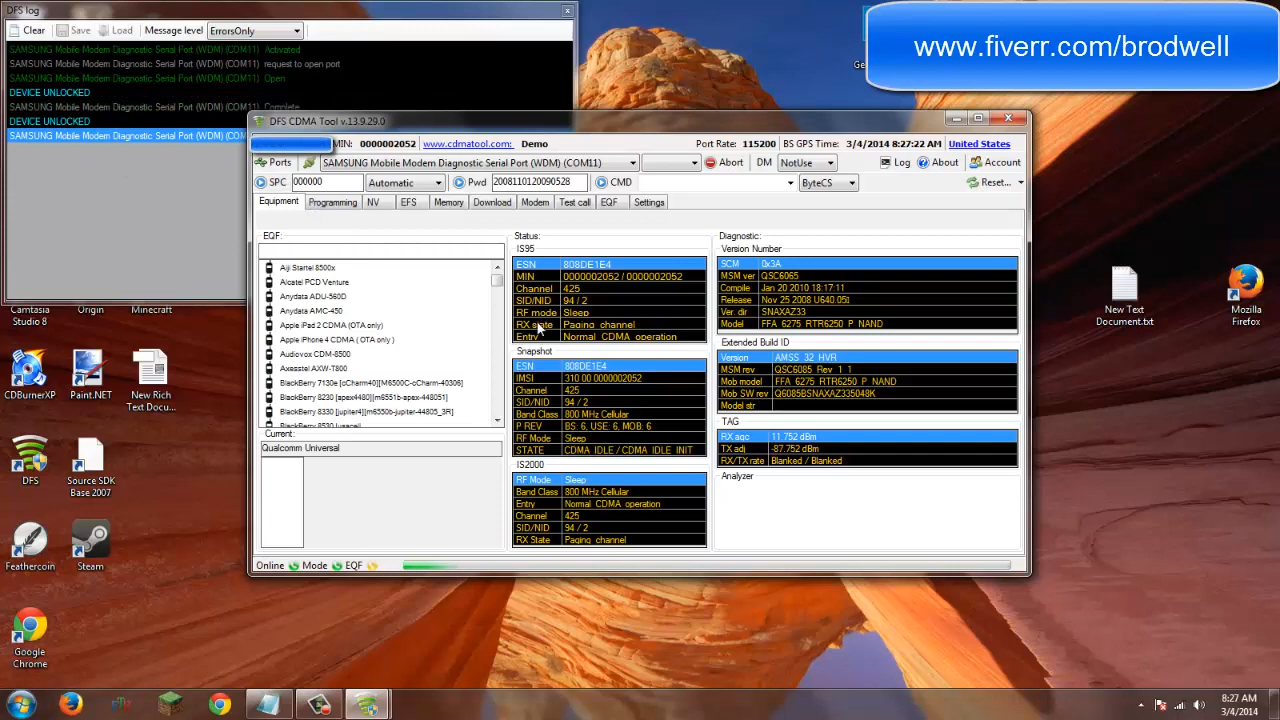 DFS log
Clear Save Load Message level ErrorsOnly
SAMSUNG Mobile Modem Diagnostic Serial Port (WDM) (COM11) Activated
SAMSUNG Mobile Modem Diagnostic Serial Port (WDM) (COM11) request to open port
SAMSUNG Mobile Modem Diagnostic Serial Port (WDM) (COM11) Open
DEVICE UNLOCKED
SAMSUNG Mobile Modem Diagnostic Serial Port (WDM) (COM11) Complete
DEVICE UNLOCKED
SAMSUNG Mobile Modem Diagnostic Serial Port (WDM) (COM11)
www.fiverr.com/brodwell
DFS CDMA Tool v.13.9.29.0
MIN: 0000002052 www.cdmatool.com: Demo Port Rate: 115200 BS GPS Time: 3/4/2014 8:27:22 AM United States
Ports SAMSUNG Mobile Modem Diagnostic Serial Port (WDM) (COM11) Abort DM NotUse Log About Account
SPC 000000 Automatic Pwd 2008110120090528 CMD ByteCS Reset...
Equipment Programming NV EFS Memory Download Modem Test call EQF Settings
EQF:
Aiji Startel 8500x
Alcatel PCD Venture
Anydata ADU-560D
Anydata AMC-450
Apple iPad 2 CDMA (OTA only)
Apple iPhone 4 CDMA ( OTA only )
Audiovox CDM-8500
Axesstel AXW-T800
BlackBerry 7130e [cCharm40][M6500C-cCharm-40306]
BlackBerry 8230 [apex4480][m6551b-apex-448051]
BlackBerry 8330 [jupiter4][m6550b-jupiter-44805_3R]
Current:
Qualcomm Universal
Status:
IS95
ESN 808DE1E4
MIN 0000002052 / 0000002052
Channel 425
SID/NID 94 / 2
RF mode Sleep
RX state Paging channel
Entry Normal CDMA operation
Snapshot
ESN 808DE1E4
IMSI 310 00 0000002052
Channel 425
SID/NID 94 / 2
Band Class 800 MHz Cellular
P REV BS: 6, USE: 6, MOB: 6
RF Mode Sleep
STATE CDMA IDLE / CDMA IDLE INIT
IS2000
RF Mode Sleep
Band Class 800 MHz Cellular
Entry Normal CDMA operation
Channel 425
SID/NID 94 / 2
RX State Paging channel
Diagnostic:
Version Number
SCM 0x3A
MSM ver QSC6065
Compile Jan 20 2010 18:17:11
Release Nov 25 2008 U640.05
Ver. dir SNAXAZ33
Model FFA 6275 RTR6250 P NAND
Extended Build ID
Version AMSS 32 HVR
MSM rev QSC6085 Rev 1 1
Mob model FFA 6275 RTR6250 P NAND
Mob SW rev Q6085BSNAXAZ335048K
Model str
TAG
RX agc 11.752 dBm
TX adj -87.752 dBm
RX/TX rate Blanked / Blanked
Analyzer
Online Mode EQF
Camtasia Studio 8
Origin
Minecraft
CDBurnerXP
Paint.NET
New Rich Text Docu...
DFS
Source SDK Base 2007
Feathercoin
Steam
Google Chrome
New Text Document.txt
Mozilla Firefox
8:27 AM
3/4/2014